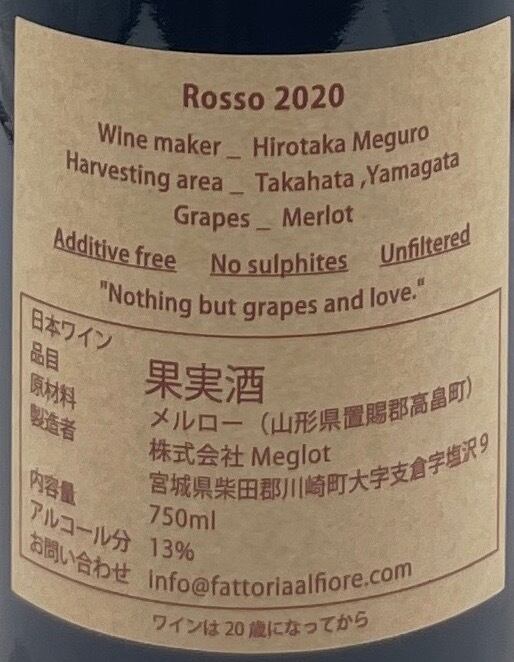 Rosso 2020
Wine maker _ Hirotaka Meguro
Harvesting area _ Takahata ,Yamagata
Grapes _ Merlot
Additive free No sulphites Unfiltered
"Nothing but grapes and love."
日本ワイン
品目 果実酒
原材料 メルロー（山形県置賜郡高畠町）
製造者 株式会社 Meglot
宮城県柴田郡川崎町大字支倉字塩沢 9
内容量 750ml
アルコール分 13%
お問い合わせ info@fattoriaalfiore.com
ワインは 20 歳になってから